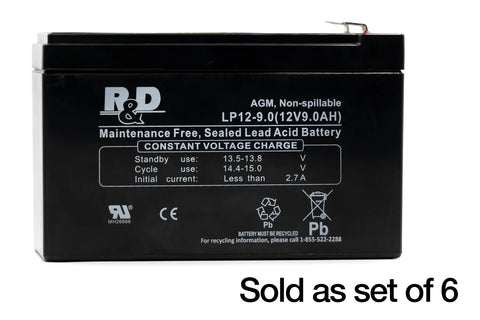 R&D
AGM, Non-spillable
LP12-9.0(12V9.0AH)
Maintenance Free, Sealed Lead Acid Battery
CONSTANT VOLTAGE CHARGE
Standby use: 13.5-13.8 V
Cycle use: 14.4-15.0 V
Initial current: Less than 2.7A
MH26866
CE
Pb
Pb
BATTERY MUST BE RECYCLED
For recycling information, please call 1-855-522-2288
Sold as set of 6